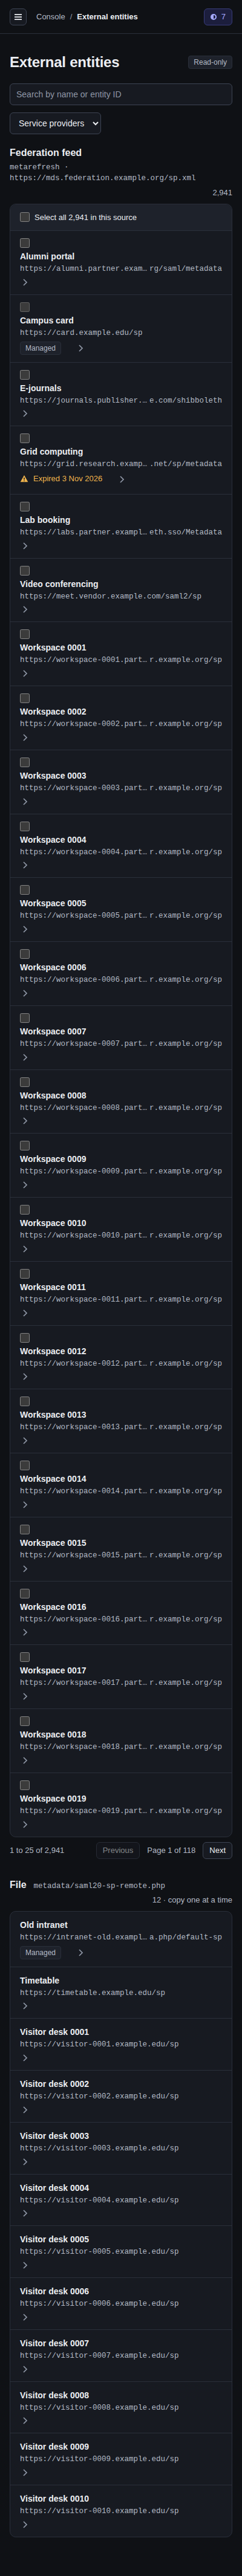 Console / External entities
7
External entities
Read-only
Search by name or entity ID
Service providers
Federation feed
metarefresh ·
https://mds.federation.example.org/sp.xml
2,941
Select all 2,941 in this source
Alumni portal
https://alumni.partner.exam… rg/saml/metadata
Campus card
https://card.example.edu/sp
Managed
E-journals
https://journals.publisher.… e.com/shibboleth
Grid computing
https://grid.research.examp… .net/sp/metadata
Expired 3 Nov 2026
Lab booking
https://labs.partner.exampl… eth.sso/Metadata
Video conferencing
https://meet.vendor.example.com/saml2/sp
Workspace 0001
https://workspace-0001.part… r.example.org/sp
Workspace 0002
https://workspace-0002.part… r.example.org/sp
Workspace 0003
https://workspace-0003.part… r.example.org/sp
Workspace 0004
https://workspace-0004.part… r.example.org/sp
Workspace 0005
https://workspace-0005.part… r.example.org/sp
Workspace 0006
https://workspace-0006.part… r.example.org/sp
Workspace 0007
https://workspace-0007.part… r.example.org/sp
Workspace 0008
https://workspace-0008.part… r.example.org/sp
Workspace 0009
https://workspace-0009.part… r.example.org/sp
Workspace 0010
https://workspace-0010.part… r.example.org/sp
Workspace 0011
https://workspace-0011.part… r.example.org/sp
Workspace 0012
https://workspace-0012.part… r.example.org/sp
Workspace 0013
https://workspace-0013.part… r.example.org/sp
Workspace 0014
https://workspace-0014.part… r.example.org/sp
Workspace 0015
https://workspace-0015.part… r.example.org/sp
Workspace 0016
https://workspace-0016.part… r.example.org/sp
Workspace 0017
https://workspace-0017.part… r.example.org/sp
Workspace 0018
https://workspace-0018.part… r.example.org/sp
Workspace 0019
https://workspace-0019.part… r.example.org/sp
1 to 25 of 2,941 Previous Page 1 of 118 Next
File metadata/saml20-sp-remote.php
12 · copy one at a time
Old intranet
https://intranet-old.exampl… a.php/default-sp
Managed
Timetable
https://timetable.example.edu/sp
Visitor desk 0001
https://visitor-0001.example.edu/sp
Visitor desk 0002
https://visitor-0002.example.edu/sp
Visitor desk 0003
https://visitor-0003.example.edu/sp
Visitor desk 0004
https://visitor-0004.example.edu/sp
Visitor desk 0005
https://visitor-0005.example.edu/sp
Visitor desk 0006
https://visitor-0006.example.edu/sp
Visitor desk 0007
https://visitor-0007.example.edu/sp
Visitor desk 0008
https://visitor-0008.example.edu/sp
Visitor desk 0009
https://visitor-0009.example.edu/sp
Visitor desk 0010
https://visitor-0010.example.edu/sp